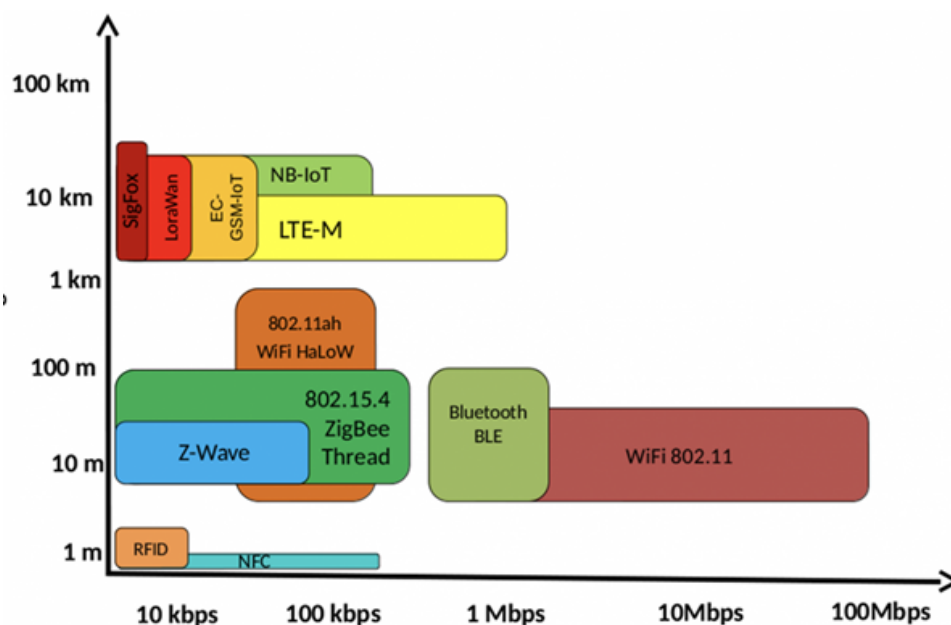 100 km
10 km
1 km
100 m
10 m
1 m
SigFox
LoraWan
EC-
GSM-IoT
NB-IoT
LTE-M
802.11ah
WiFi HaLoW
802.15.4
ZigBee
Thread
Z-Wave
Bluetooth
BLE
WiFi 802.11
RFID
NFC
10 kbps
100 kbps
1 Mbps
10Mbps
100Mbps